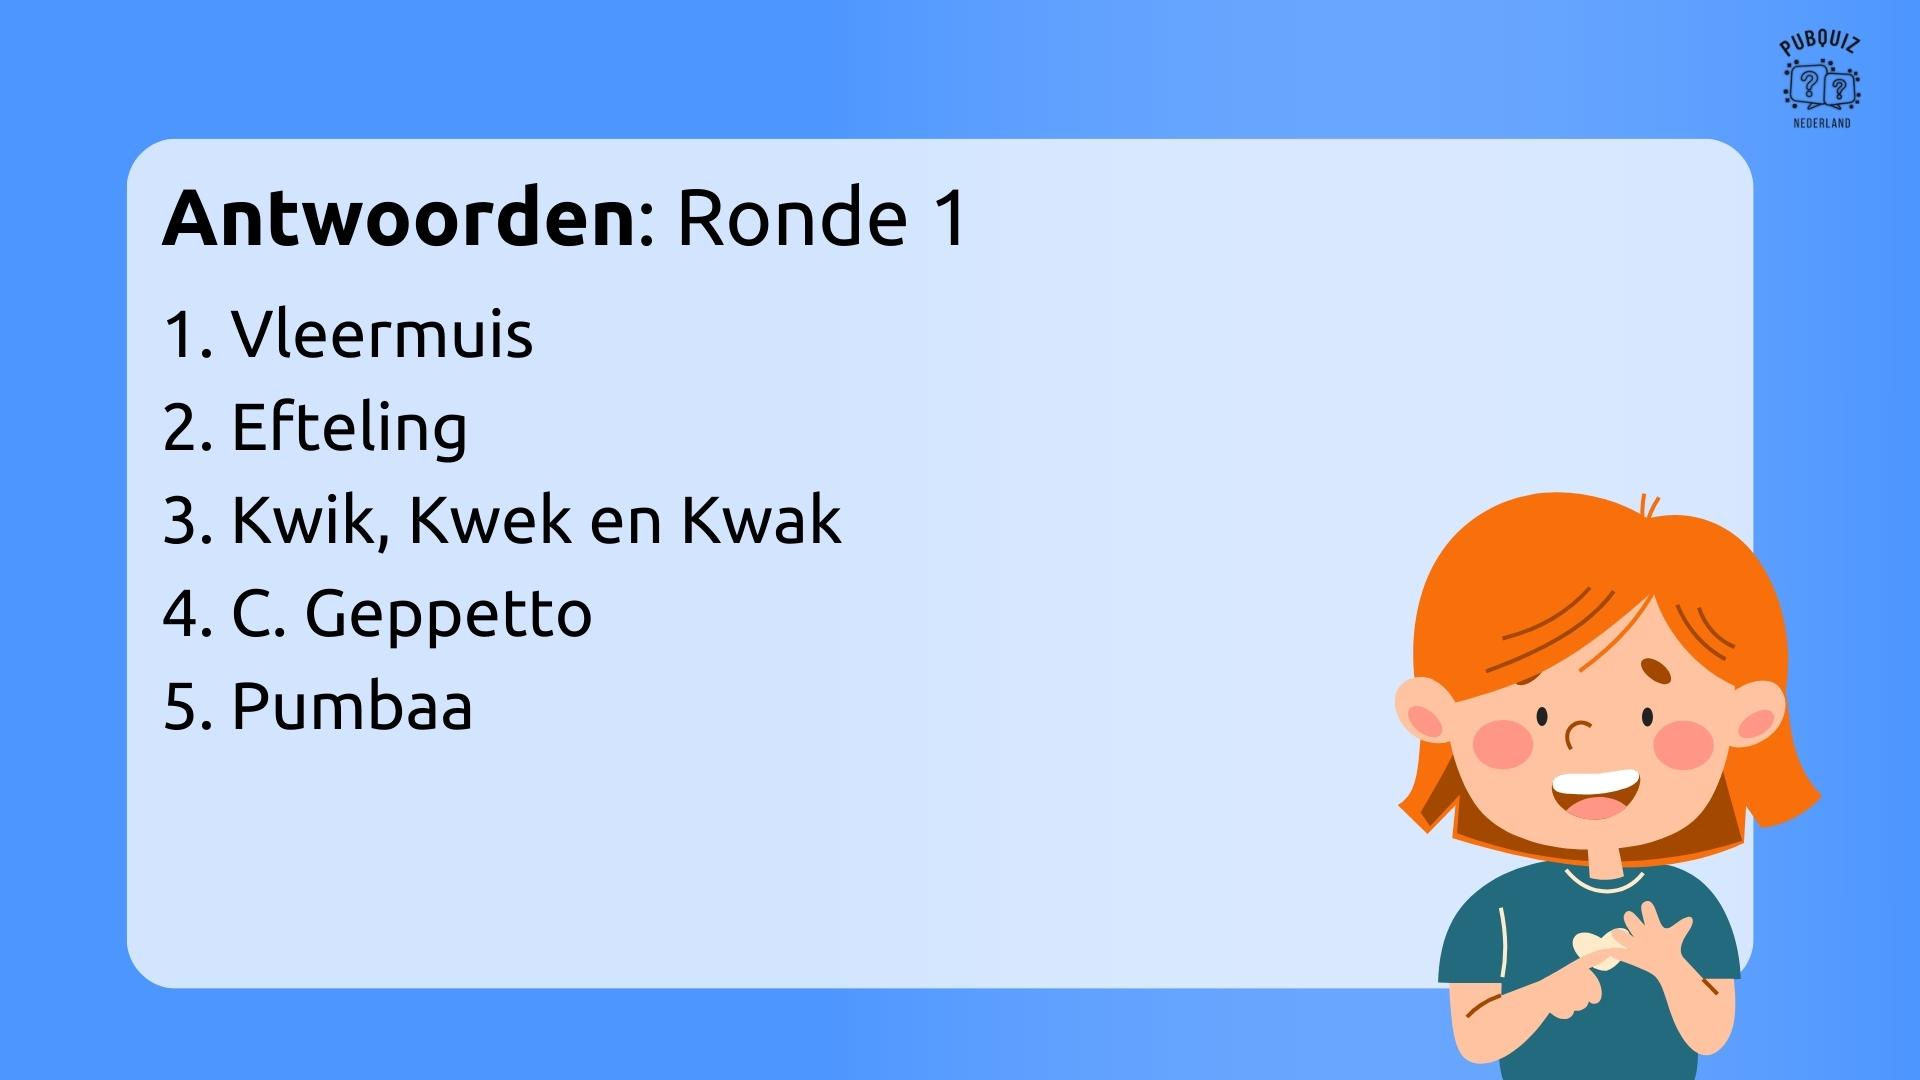 PUBQUIZ
? ?
NEDERLAND
Antwoorden: Ronde 1
1. Vleermuis
2. Efteling
3. Kwik, Kwek en Kwak
4. C. Geppetto
5. Pumbaa